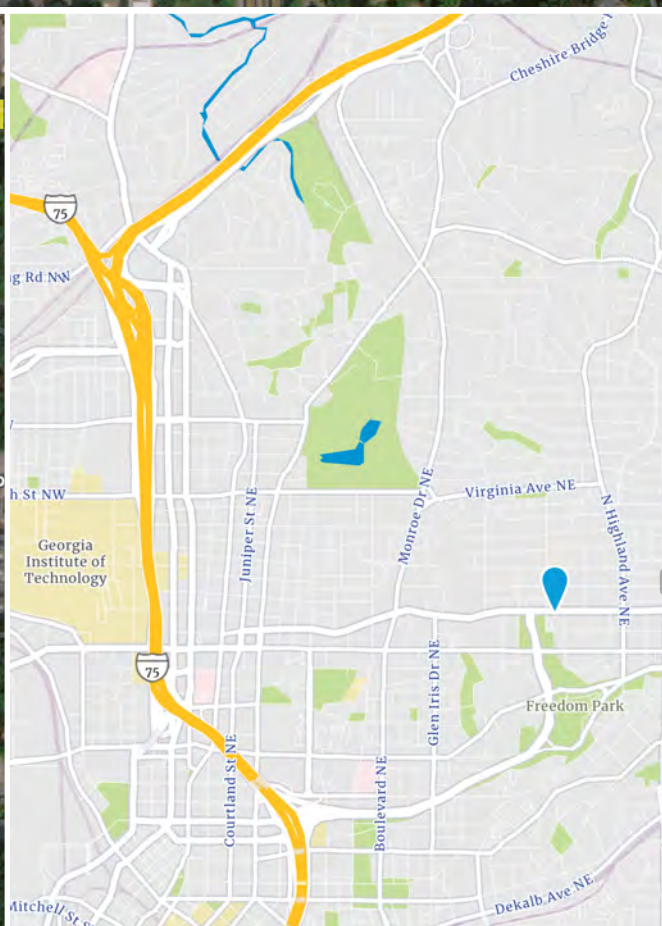 Cheshire Bridge
75
g Rd NW
Juniper St NE
Monroe Dr NE
Virginia Ave NE
N Highland Ave NE
h St NW
Georgia
Institute of
Technology
75
Glen Iris Dr NE
Freedom Park
Courtland St NE
Boulevard NE
Dekalb Ave NE
Mitchell St S